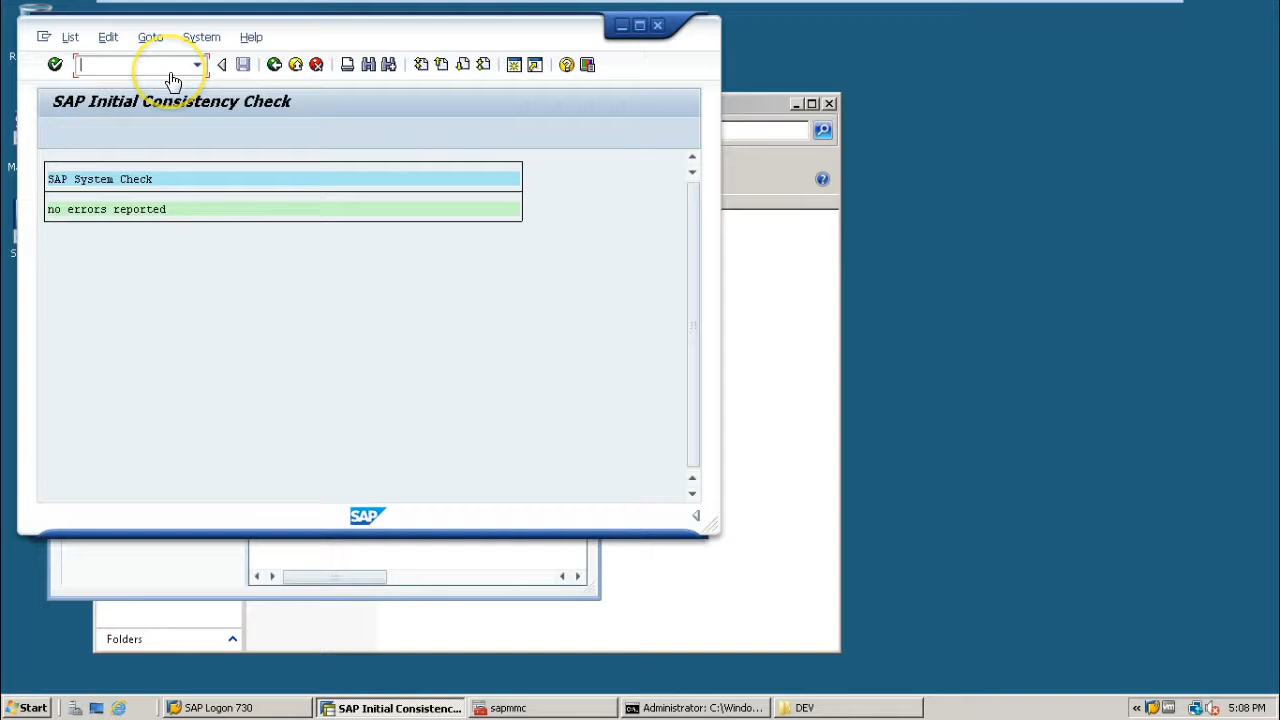 List Edit Goto System Help
SAP Initial Consistency Check
SAP System Check
no errors reported
SAP
Folders
Start
SAP Logon 730
SAP Initial Consistenc...
sapmmc
Administrator: C:\Windo...
DEV
5:08 PM